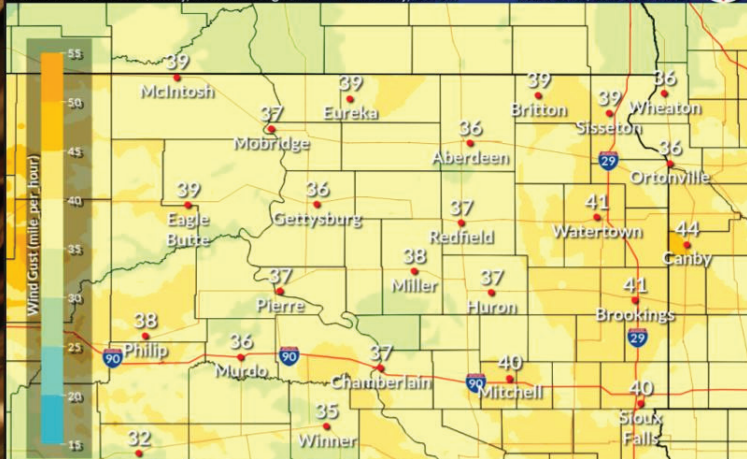 55
50
45
40
35
30
25
20
15
Wind Gust (mile_per_hour)
39
McIntosh
39
Eureka
39
Britton
39
Sisseton
36
Wheaton
37
Mobridge
36
Aberdeen
29
36
Ortonville
39
Eagle
Butte
36
Gettysburg
37
Redfield
41
Watertown
44
Canby
38
Miller
37
Pierre
37
Huron
41
Brookings
38
Philip
90
36
Murdo
90
37
Chamberlain
90
40
Mitchell
29
40
Sioux
Falls
35
Winner
32